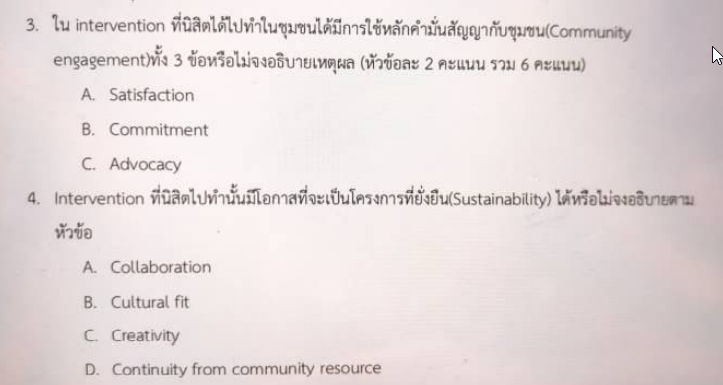 3. ใน intervention ที่นิสิตได้ไปทำในชุมชนได้มีการใช้หลักคำมั่นสัญญากับชุมชน(Community
engagement)ทั้ง 3 ข้อหรือไม่จงอธิบายเหตุผล (หัวข้อละ 2 คะแนน รวม 6 คะแนน)
A. Satisfaction
B. Commitment
C. Advocacy
4. Intervention ที่นิสิตไปทำนั้นมีโอกาสที่จะเป็นโครงการที่ยั่งยืน(Sustainability) ได้หรือไม่จงอธิบายตาม
หัวข้อ
A. Collaboration
B. Cultural fit
C. Creativity
D. Continuity from community resource